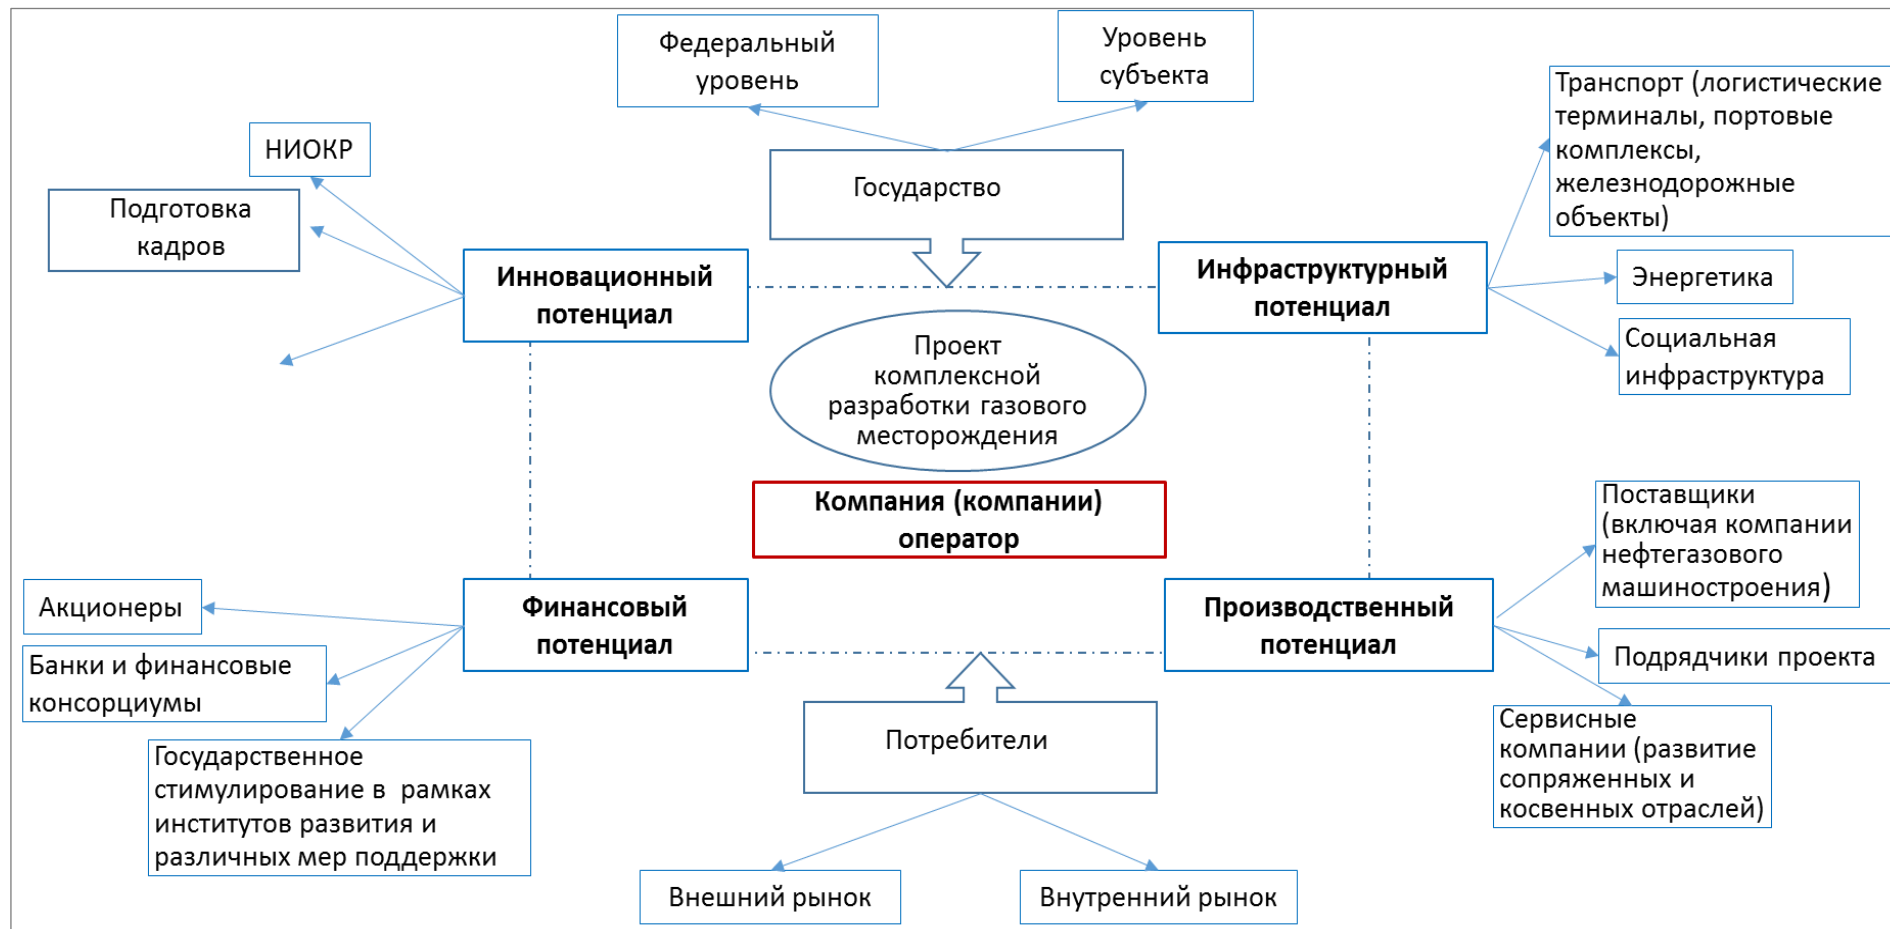 Федеральный
уровень
Уровень
субъекта
Транспорт (логистические
терминалы, портовые
комплексы,
железнодорожные
объекты)
НИОКР
Подготовка
кадров
Государство
Инновационный
потенциал
Инфраструктурный
потенциал
Энергетика
Социальная
инфраструктура
Проект
комплексной
разработки газового
месторождения
Компания (компании)
оператор
Поставщики
(включая компании
нефтегазового
машиностроения)
Акционеры
Финансовый
потенциал
Производственный
потенциал
Подрядчики проекта
Банки и финансовые
консорциумы
Сервисные
компании (развитие
сопряженных и
косвенных отраслей)
Потребители
Государственное
стимулирование в рамках
институтов развития и
различных мер поддержки
Внешний рынок
Внутренний рынок